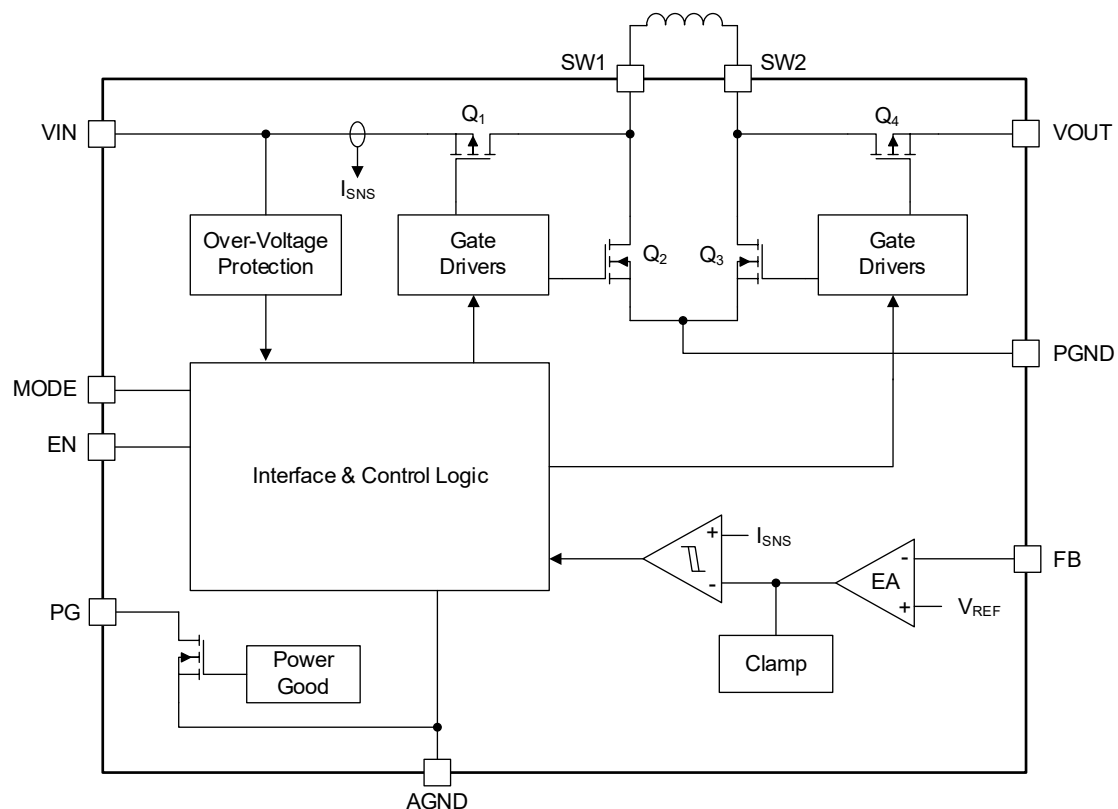 SW1
SW2
VIN
Q1
Q4
VOUT
ISNS
Over-Voltage
Protection
Gate
Drivers
Q2
Q3
Gate
Drivers
PGND
MODE
EN
Interface & Control Logic
+
ISNS
-
-
EA
+
FB
VREF
PG
Power
Good
Clamp
AGND